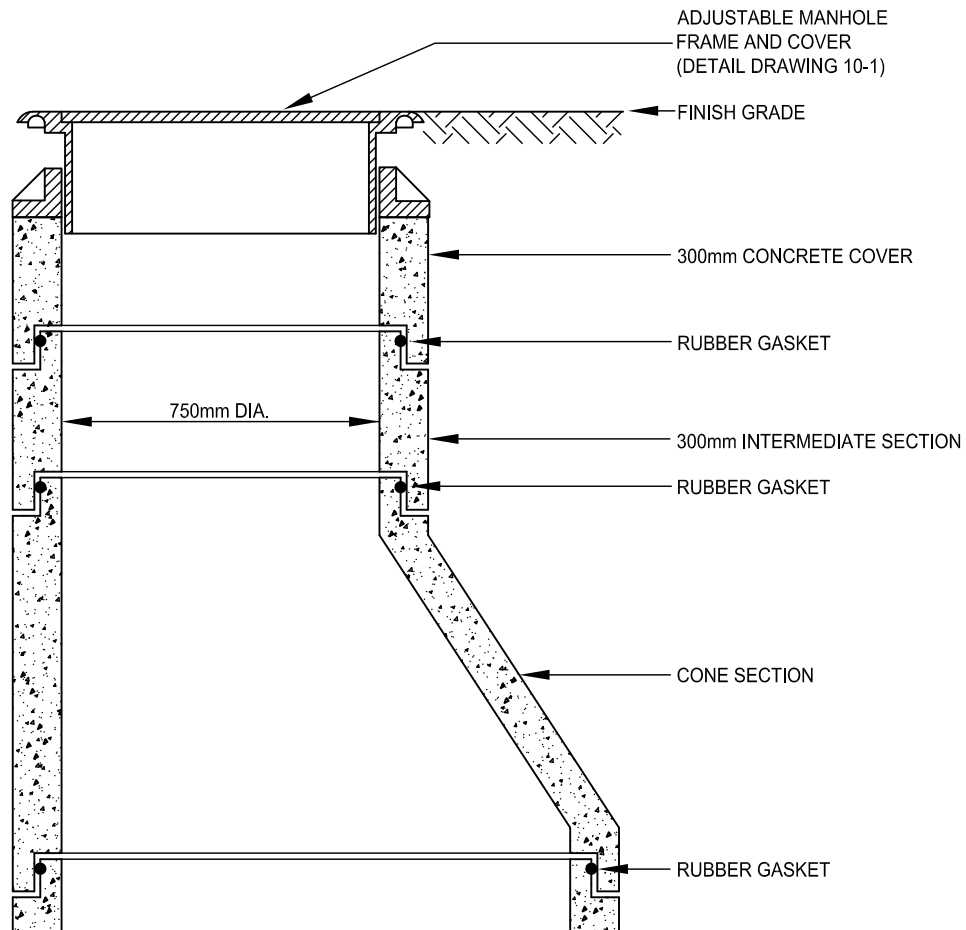 ADJUSTABLE MANHOLE
FRAME AND COVER
(DETAIL DRAWING 10-1)
FINISH GRADE
300mm CONCRETE COVER
RUBBER GASKET
750mm DIA.
300mm INTERMEDIATE SECTION
RUBBER GASKET
CONE SECTION
RUBBER GASKET